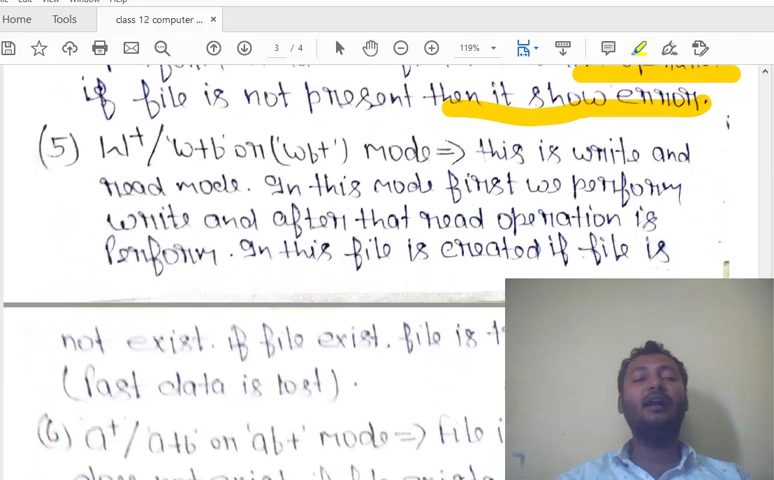 Home Tools class 12 computer ... ×
3 / 4 119%
if file is not present then it show error.
(5) W+/'w+b' or ('wb+') mode => this is write and
read mode. In this mode first we perform
write and after that read operation is
Perform. In this file is created if file is
not exist. if file exist. file is
(Past data is lost).
(6) a+/a+b or 'ab+' mode => File